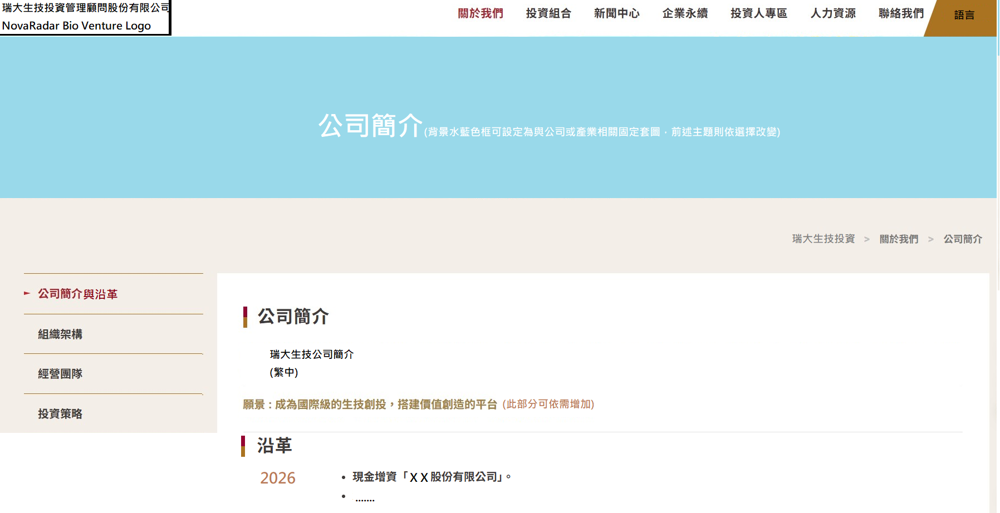 瑞大生技投資管理顧問股份有限公司
NovaRadar Bio Venture Logo
關於我們 投資組合 新聞中心 企業永續 投資人專區 人力資源 聯絡我們 語言
公司簡介(背景水藍色框可設定為與公司或產業相關固定套圖，前述主題則依選擇改變)
瑞大生技投資 > 關於我們 > 公司簡介
公司簡介與沿革
組織架構
經營團隊
投資策略
公司簡介
瑞大生技公司簡介
(繁中)
願景：成為國際級的生技創投，搭建價值創造的平台 (此部分可依需增加)
沿革
2026
• 現金增資「X X 股份有限公司」。
• .......